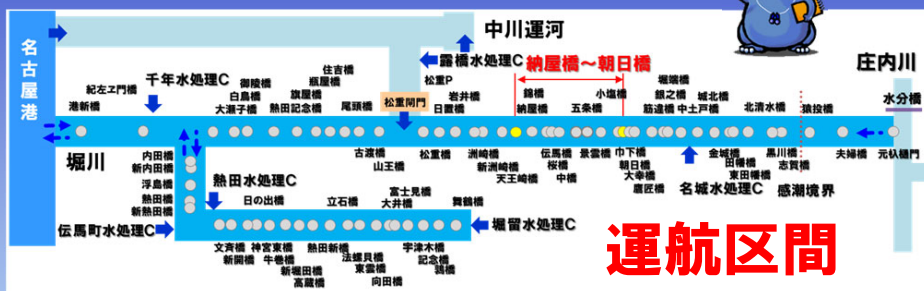 中川運河
名古屋港
庄内川
露橋水処理C
納屋橋～朝日橋
千年水処理C
住吉橋
御陵橋
瓶屋橋
松重P
錦橋
小塩橋
堀端橋
水分橋
紀左ヱ門橋
白鳥橋
旗屋橋
岩井橋
銀之橋
城北橋
港新橋
大瀬子橋
熱田記念橋
尾頭橋
松重閘門
日置橋
納屋橋
五条橋
筋違橋
中土戸橋
北清水橋
猿投橋
堀川
内田橋
古渡橋
松重橋
洲崎橋
伝馬橋
景雲橋
巾下橋
金城橋
黒川橋
夫婦橋
元杁樋門
新内田橋
山王橋
新洲崎橋
桜橋
朝日橋
田幡橋
志賀橋
浮島橋
熱田水処理C
天王崎橋
中橋
大幸橋
東田幡橋
熱田橋
日の出橋
立石橋
富士見橋
舞鶴橋
鷹匠橋
名城水処理C
感潮境界
新熱田橋
大井橋
伝馬町水処理C
堀留水処理C
文斉橋
神宮東橋
熱田新橋
法螺貝橋
宇津木橋
新開橋
牛巻橋
東雲橋
記念橋
新堀田橋
向田橋
鶉橋
高蔵橋
運航区間